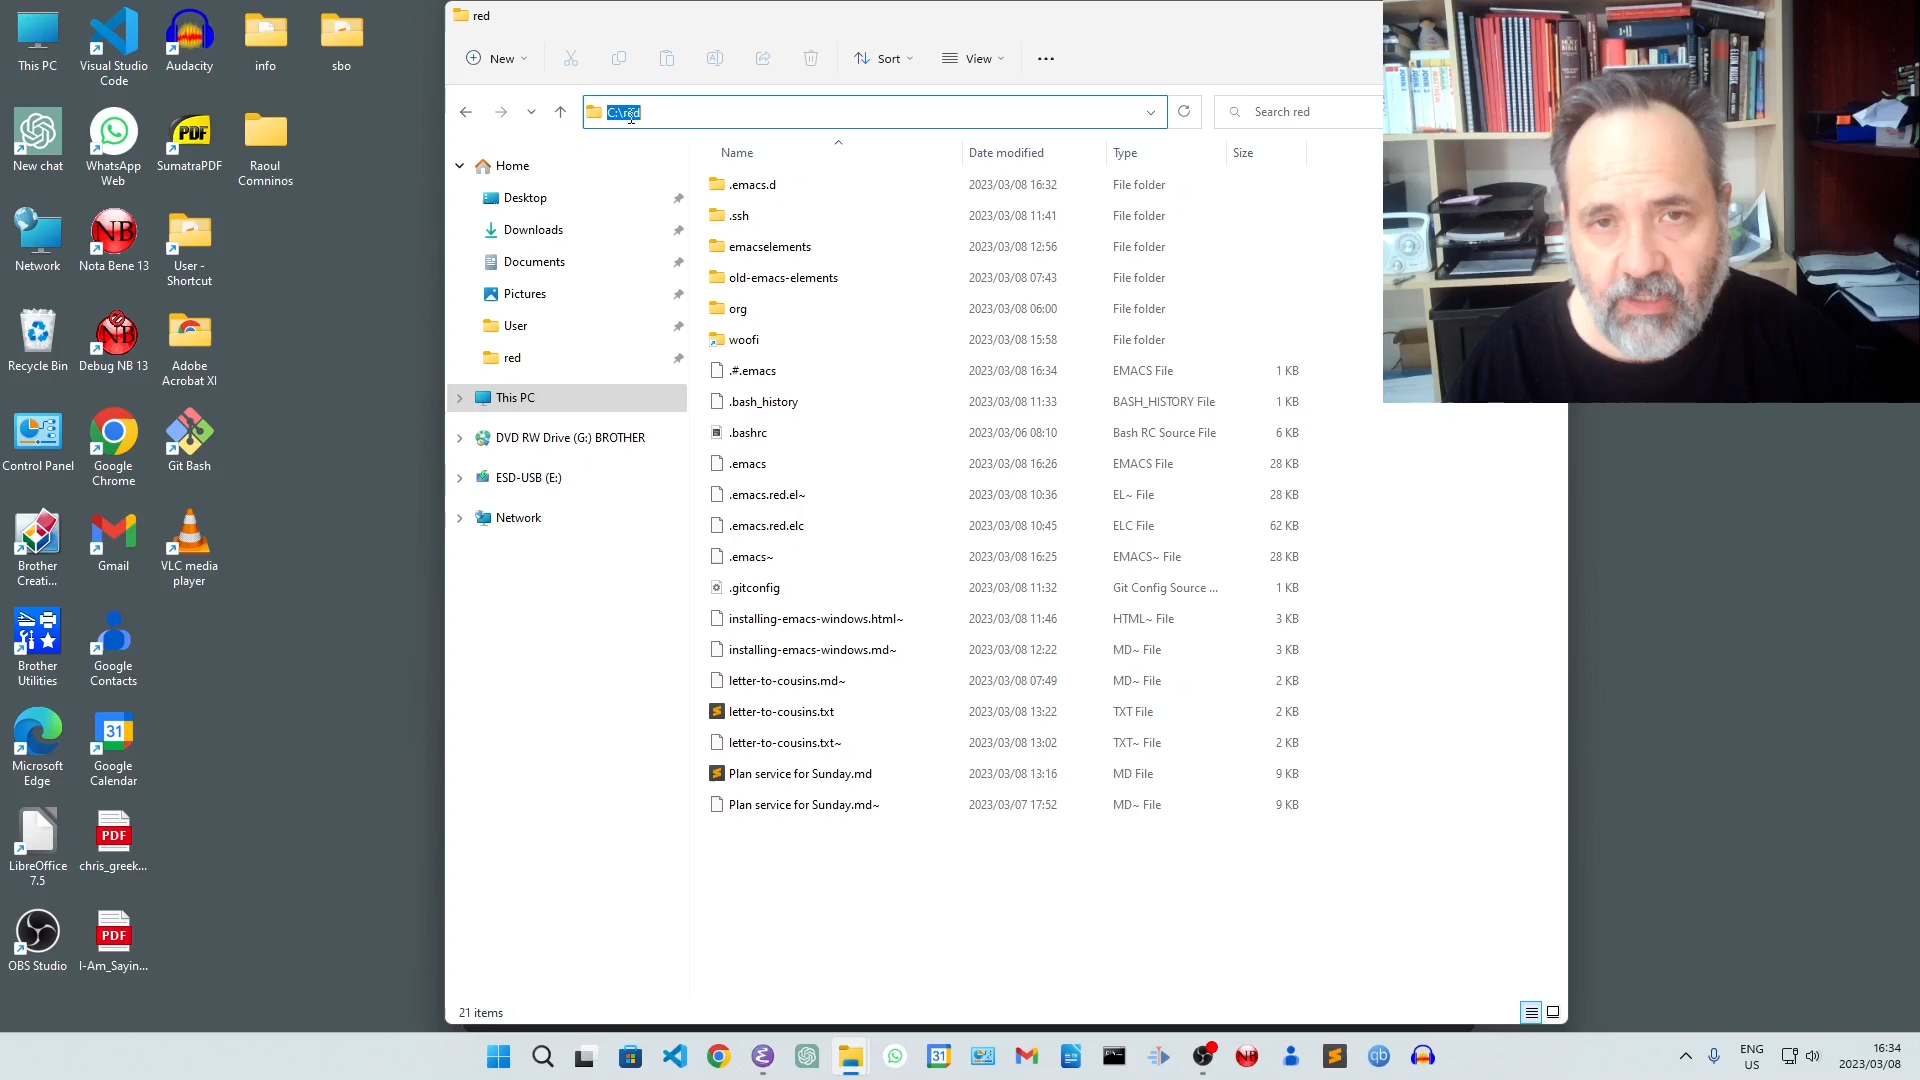 This PC
Visual Studio
Code
Audacity
info
sbo
New chat
WhatsApp
Web
PDF
SumatraPDF
Raoul
Comninos
Network
NB
Nota Bene 13
User -
Shortcut
Recycle Bin
NB
Debug NB 13
Adobe
Acrobat XI
Control Panel
Google
Chrome
Git Bash
Brother
Creati...
Gmail
VLC media
player
Brother
Utilities
Google
Contacts
Microsoft
Edge
31
Google
Calendar
LibreOffice
7.5
PDF
chris_greek...
OBS Studio
PDF
I-Am_Sayin...
red
New
Sort
View
C:\red
Search red
Home
Desktop
Downloads
Documents
Pictures
User
red
This PC
DVD RW Drive (G:) BROTHER
ESD-USB (E:)
Network
Name Date modified Type Size
.emacs.d 2023/03/08 16:32 File folder
.ssh 2023/03/08 11:41 File folder
emacselements 2023/03/08 12:56 File folder
old-emacs-elements 2023/03/08 07:43 File folder
org 2023/03/08 06:00 File folder
woofi 2023/03/08 15:58 File folder
.#.emacs 2023/03/08 16:34 EMACS File 1 KB
.bash_history 2023/03/08 11:33 BASH_HISTORY File 1 KB
.bashrc 2023/03/06 08:10 Bash RC Source File 6 KB
.emacs 2023/03/08 16:26 EMACS File 28 KB
.emacs.red.el~ 2023/03/08 10:36 EL~ File 28 KB
.emacs.red.elc 2023/03/08 10:45 ELC File 62 KB
.emacs~ 2023/03/08 16:25 EMACS~ File 28 KB
.gitconfig 2023/03/08 11:32 Git Config Source ... 1 KB
installing-emacs-windows.html~ 2023/03/08 11:46 HTML~ File 3 KB
installing-emacs-windows.md~ 2023/03/08 12:22 MD~ File 3 KB
letter-to-cousins.md~ 2023/03/08 07:49 MD~ File 2 KB
letter-to-cousins.txt 2023/03/08 13:22 TXT File 2 KB
letter-to-cousins.txt~ 2023/03/08 13:02 TXT~ File 2 KB
Plan service for Sunday.md 2023/03/08 13:16 MD File 9 KB
Plan service for Sunday.md~ 2023/03/07 17:52 MD~ File 9 KB
21 items
31
NB
qb
ENG
US
16:34
2023/03/08